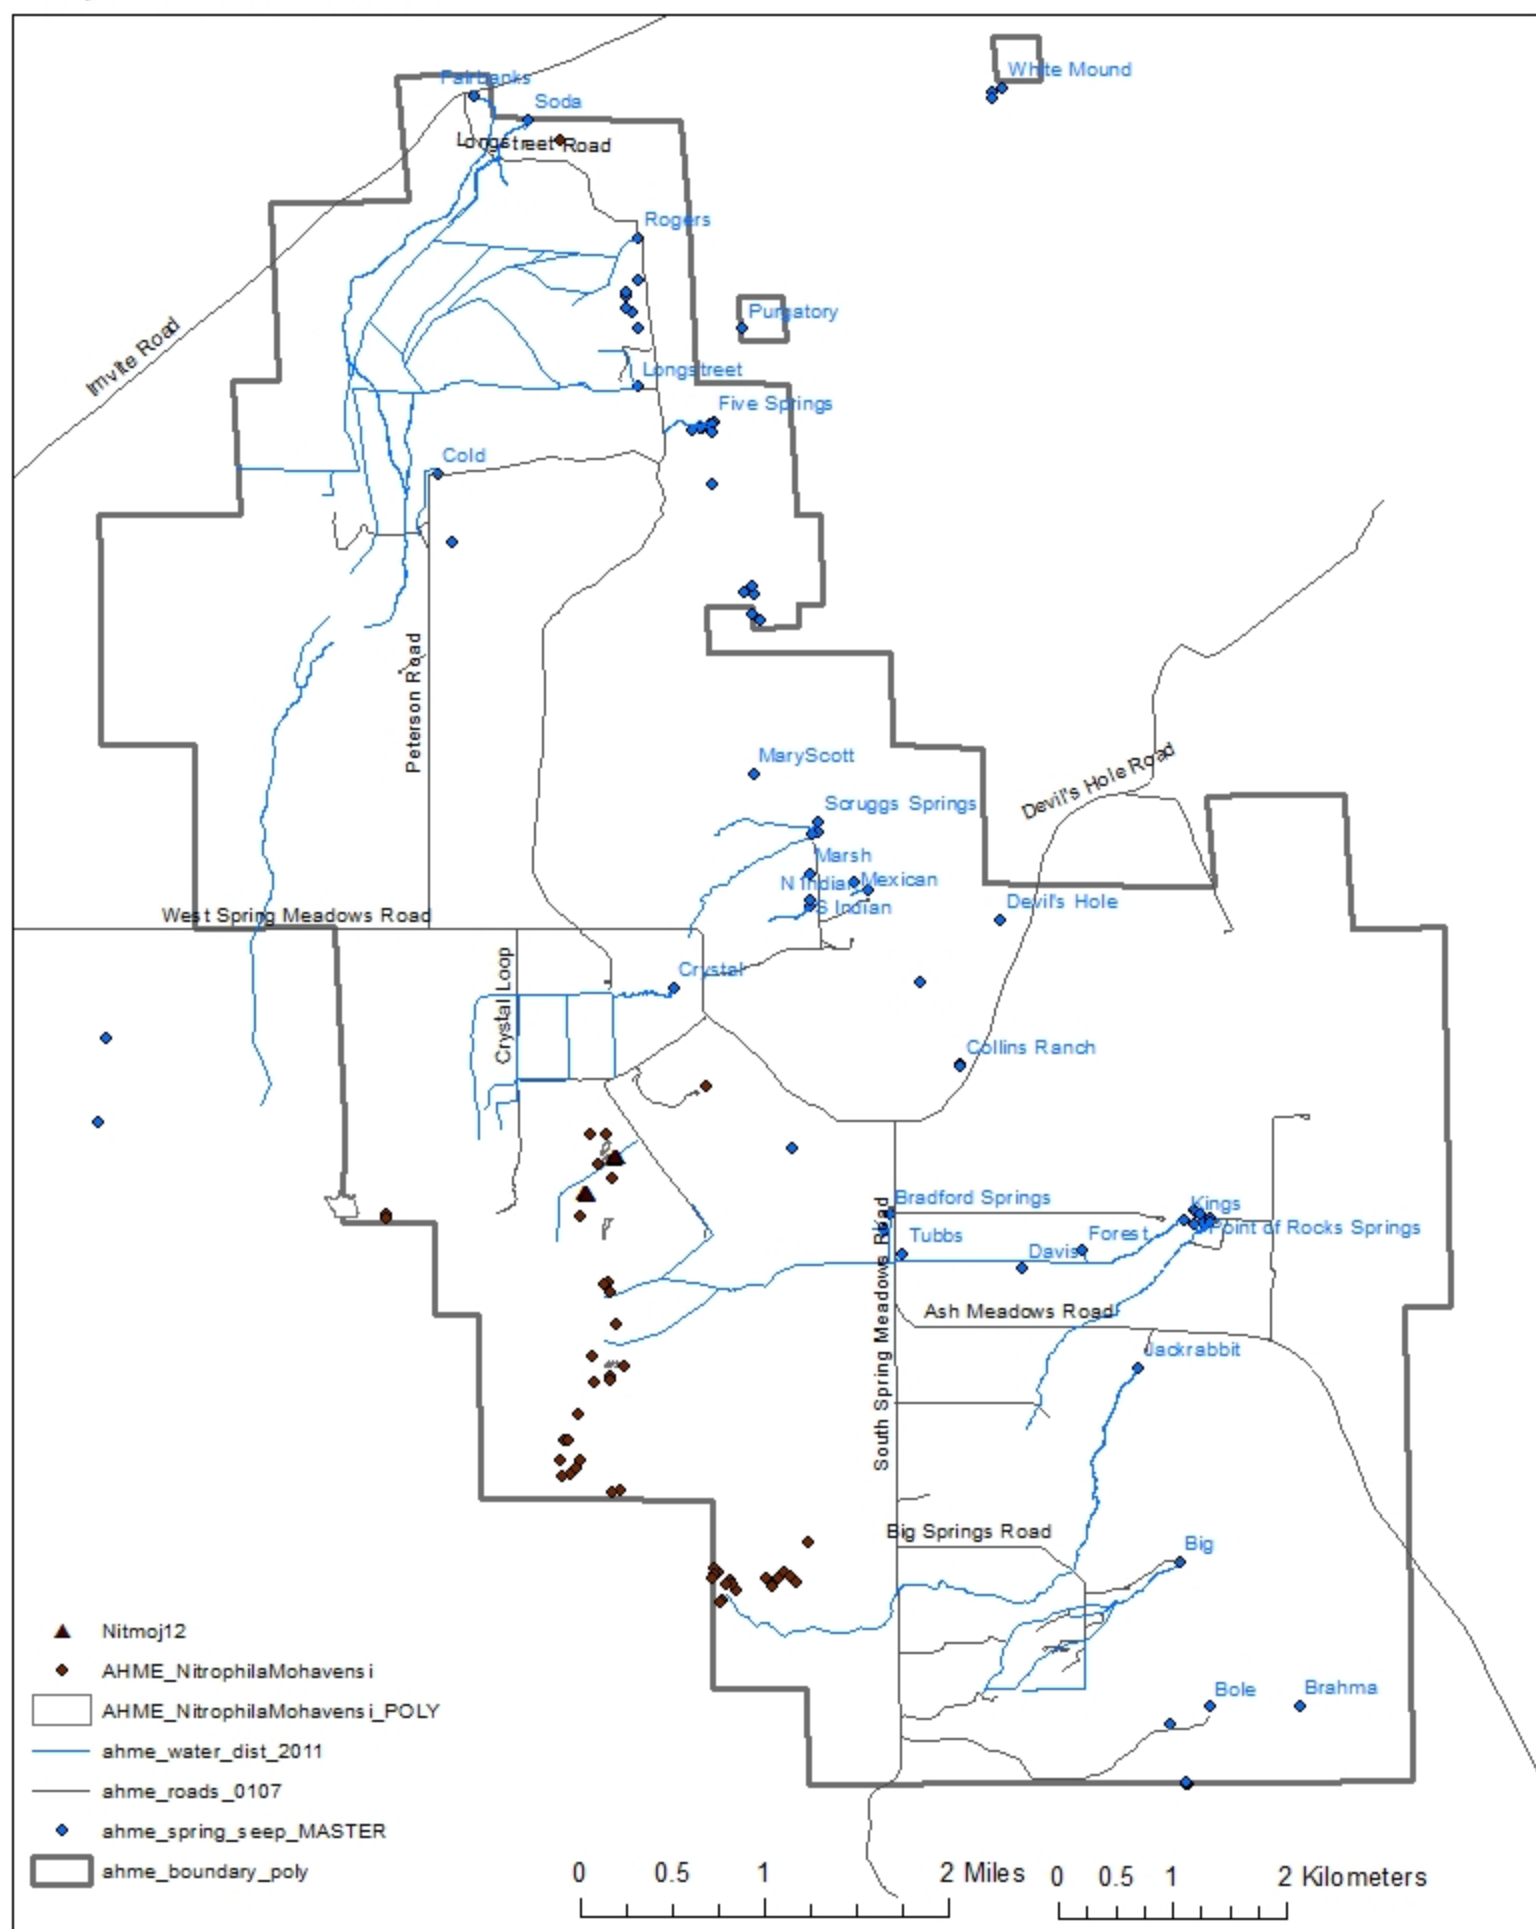 White Mound
Fairbanks
Soda
Longstreet Road
Rogers
Purgatory
Irnvite Road
Longstreet
Five Springs
Cold
Peterson Road
MaryScott
Devil's Hole Road
Scruggs Springs
Marsh
N Indian
Mexican
S Indian
Devil's Hole
West Spring Meadows Road
Crystal
Crystal Loop
Collins Ranch
Bradford Springs
Kings
Point of Rocks Springs
Tubbs
Forest
Davis
South Spring Meadows Road
Ash Meadows Road
Jackrabbit
Big Springs Road
Big
Bole
Brahma
Nitmoj12
AHME_NitrophilaMohavensi
AHME_NitrophilaMohavensi_POLY
ahme_water_dist_2011
ahme_roads_0107
ahme_spring_seep_MASTER
ahme_boundary_poly
0 0.5 1 2 Miles
0 0.5 1 2 Kilometers